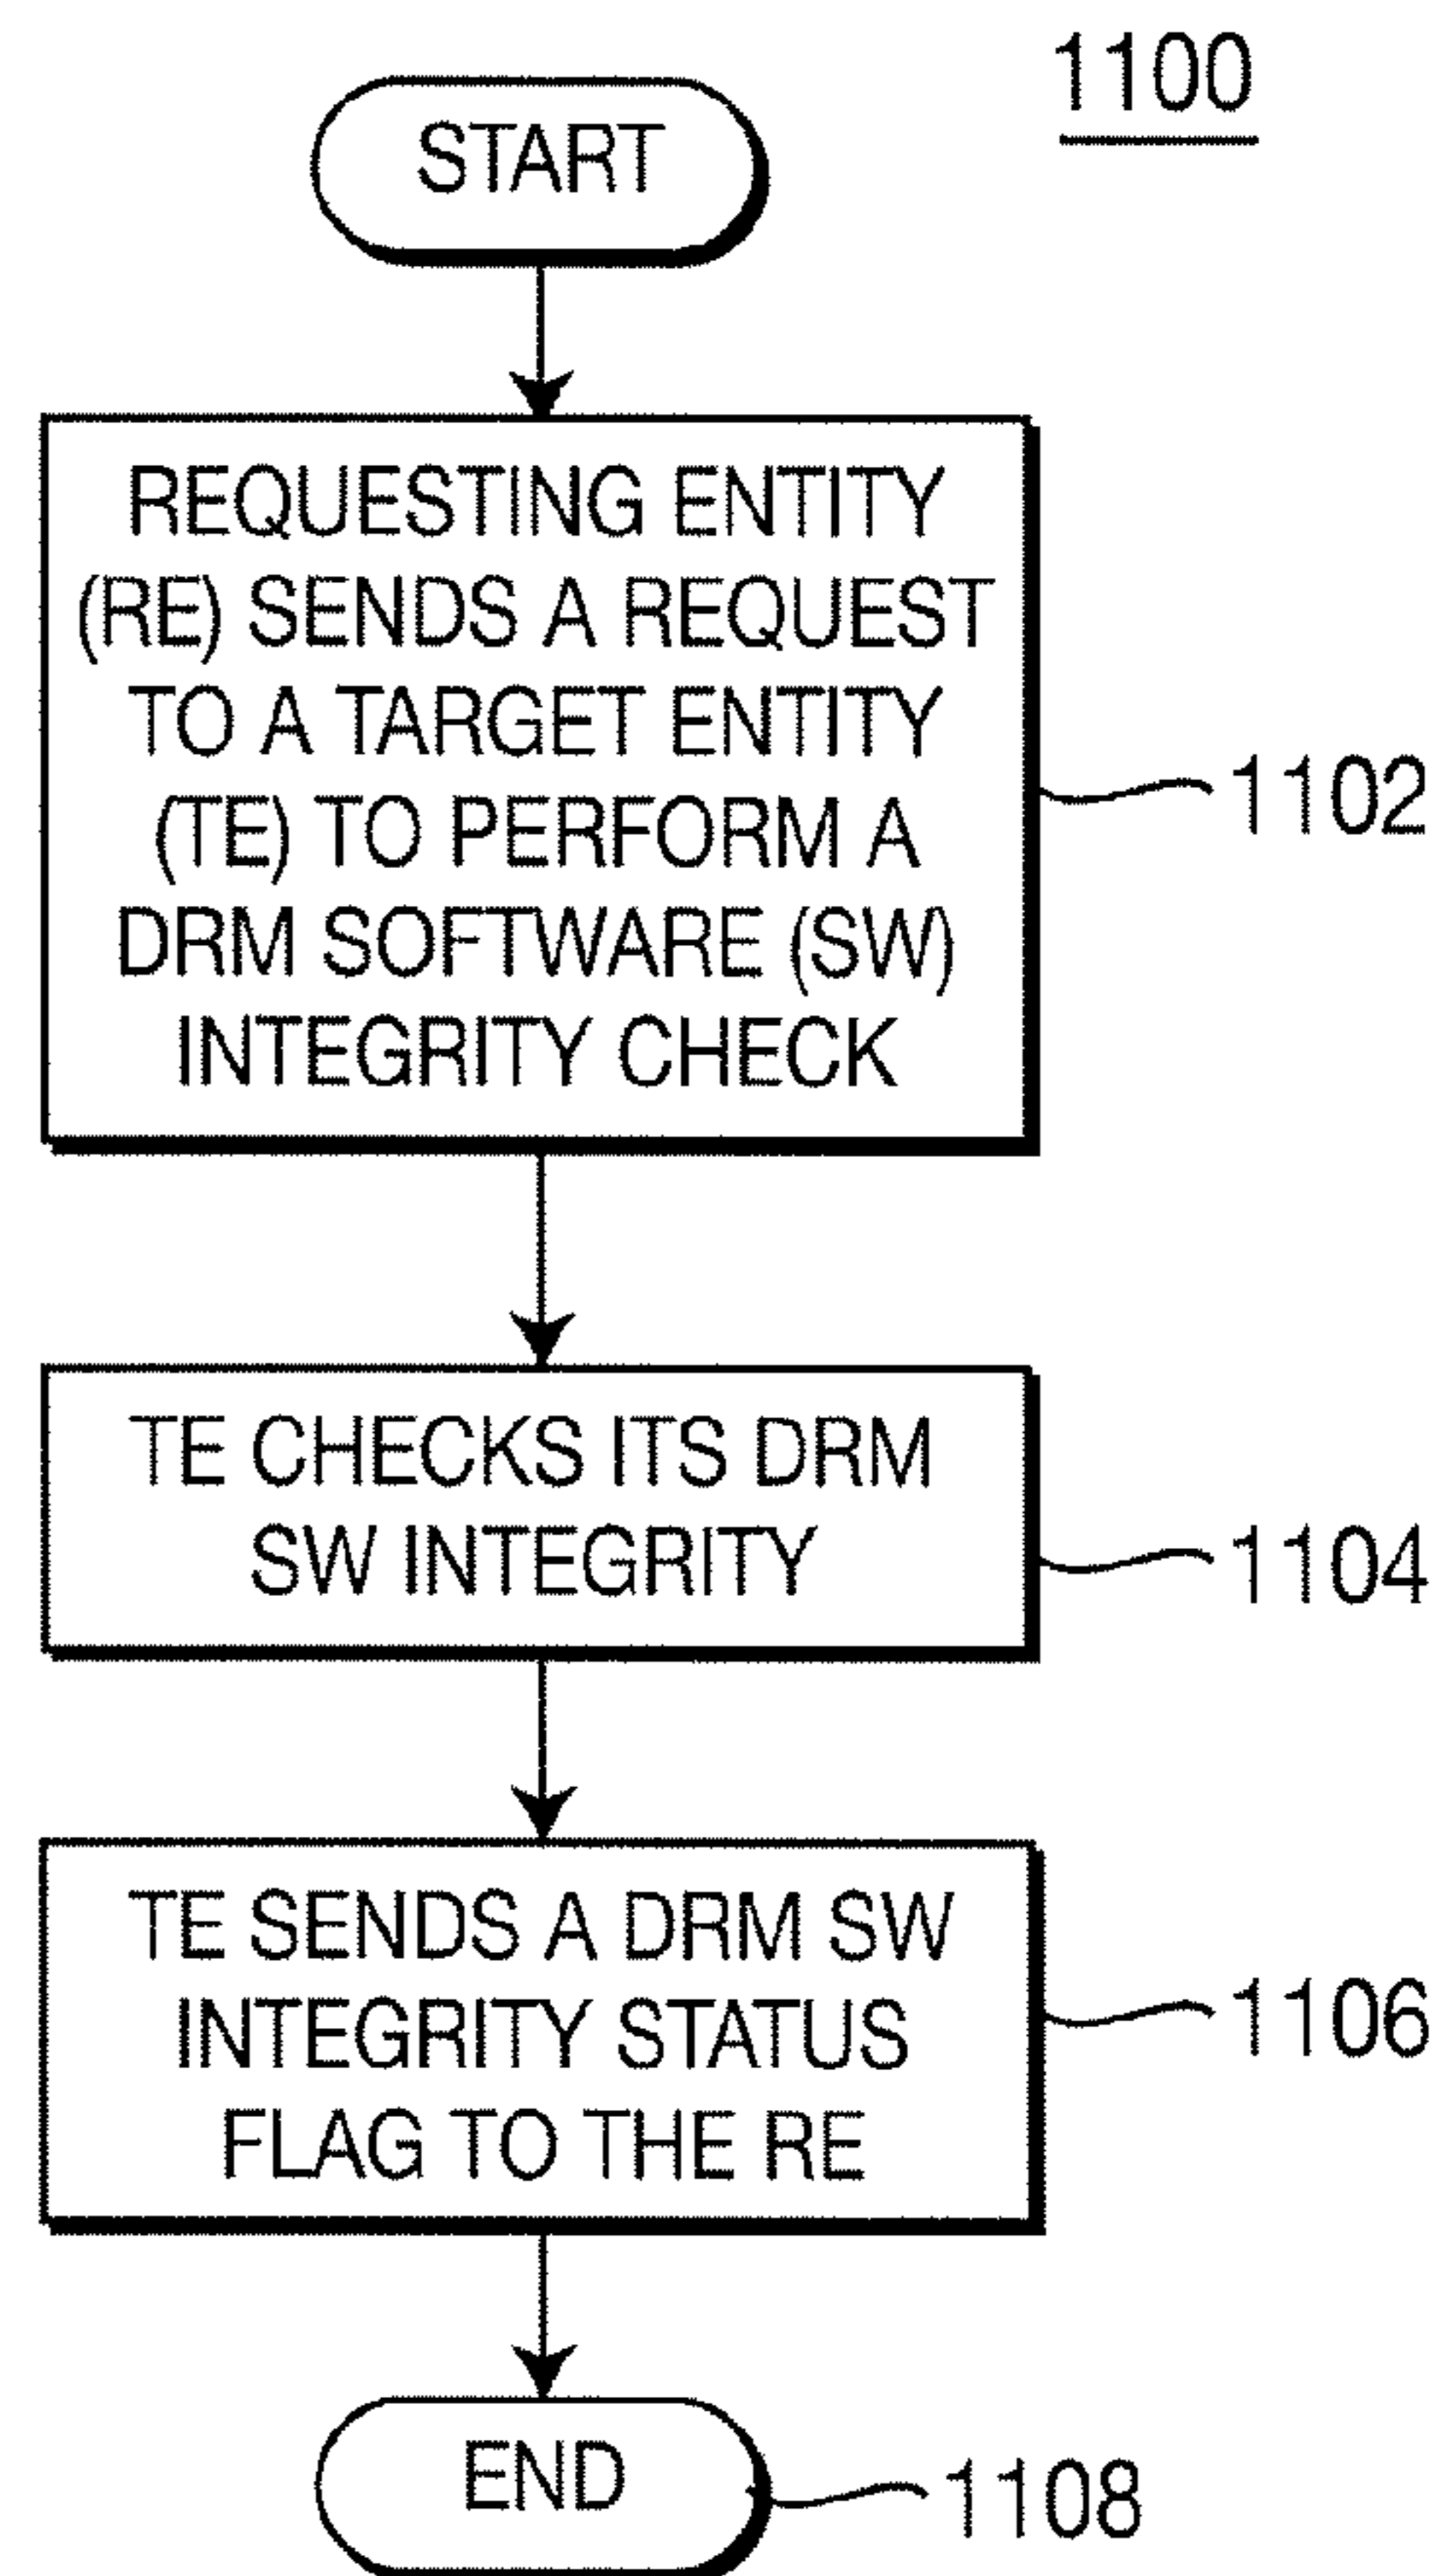 1100
START
REQUESTING ENTITY
(RE) SENDS A REQUEST
TO A TARGET ENTITY
(TE) TO PERFORM A
DRM SOFTWARE (SW)
INTEGRITY CHECK
1102
TE CHECKS ITS DRM
SW INTEGRITY
1104
TE SENDS A DRM SW
INTEGRITY STATUS
FLAG TO THE RE
1106
END
1108